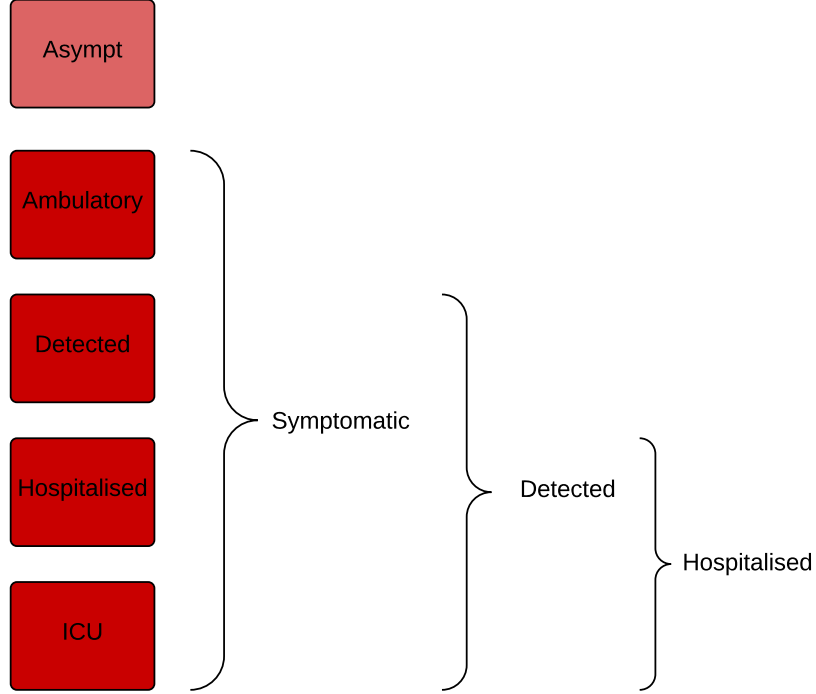 Asympt
Ambulatory
Detected
Symptomatic
Hospitalised
Detected
Hospitalised
ICU